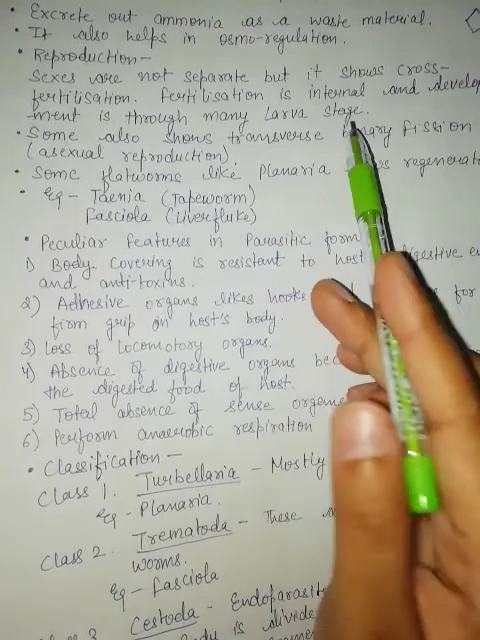 • Excrete out ammonia as a waste material.
• It also helps in osmo-regulation.
• Reproduction—
Sexes are not separate but it shows cross-
fertilisation. Fertilisation is internal and develop
ment is through many Larva stage.
• Some also shows transverse binary fission
(asexual reproduction).
• Some flatworms like Planaria
• eg - Taenia (Tapeworm)
Fasciola (Liverfluke)
• Peculiar features in Parasitic form
1) Body covering is resistant to host digestive
and anti-toxins.
2) Adhesive organs likes hooks for
firm grip on host's body.
3) Loss of locomotory organs.
4) Absence of digestive organs
the digested food of host.
5) Total absence of sense
6) Perform anaerobic respiration
• Classification —
Class 1. Turbellaria - Mostly
eg - Planaria.
Class 2. Trematoda - These
worms.
eg - Fasciola
Cestoda -
is